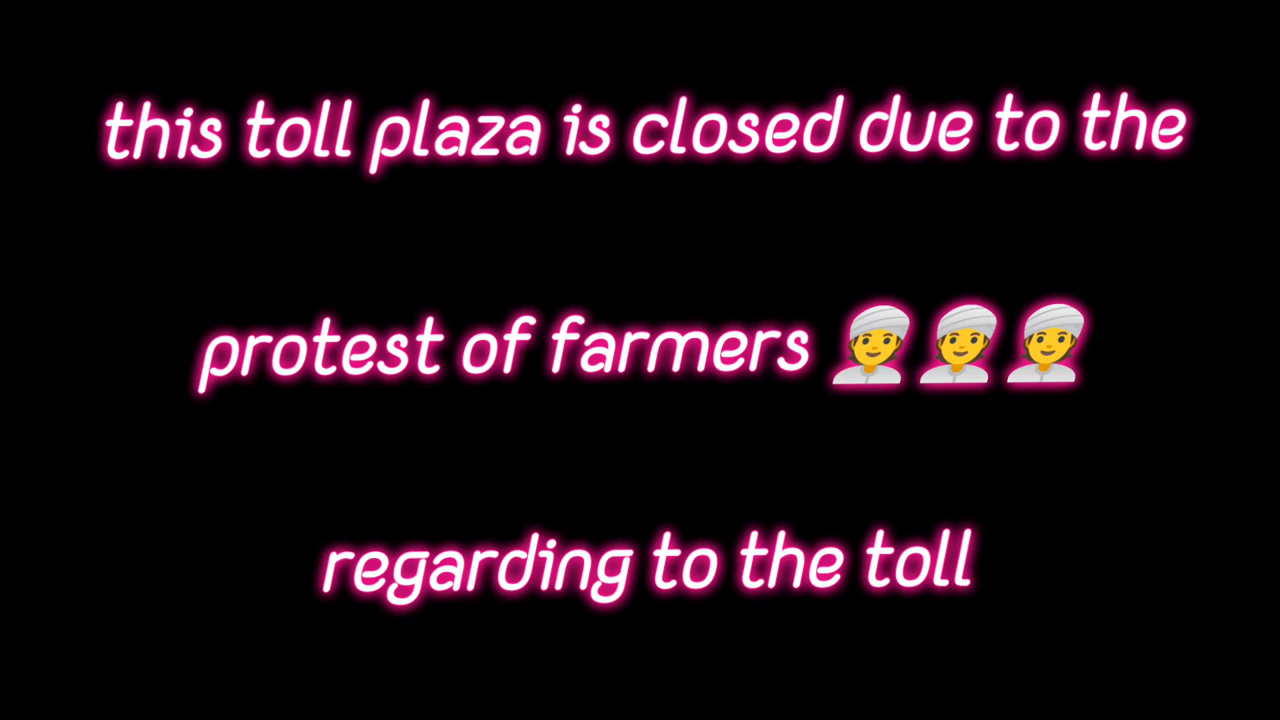 this toll plaza is closed due to the
protest of farmers 👳👳👳
regarding to the toll